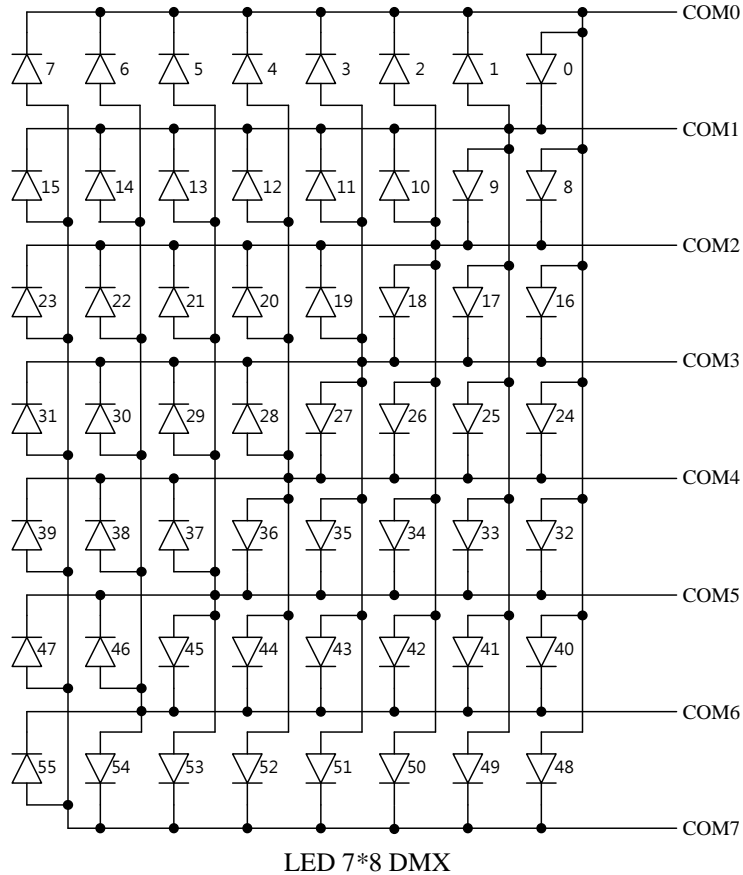 COM0
7 6 5 4 3 2 1 0
COM1
15 14 13 12 11 10 9 8
COM2
23 22 21 20 19 18 17 16
COM3
31 30 29 28 27 26 25 24
COM4
39 38 37 36 35 34 33 32
COM5
47 46 45 44 43 42 41 40
COM6
55 54 53 52 51 50 49 48
COM7
LED 7*8 DMX